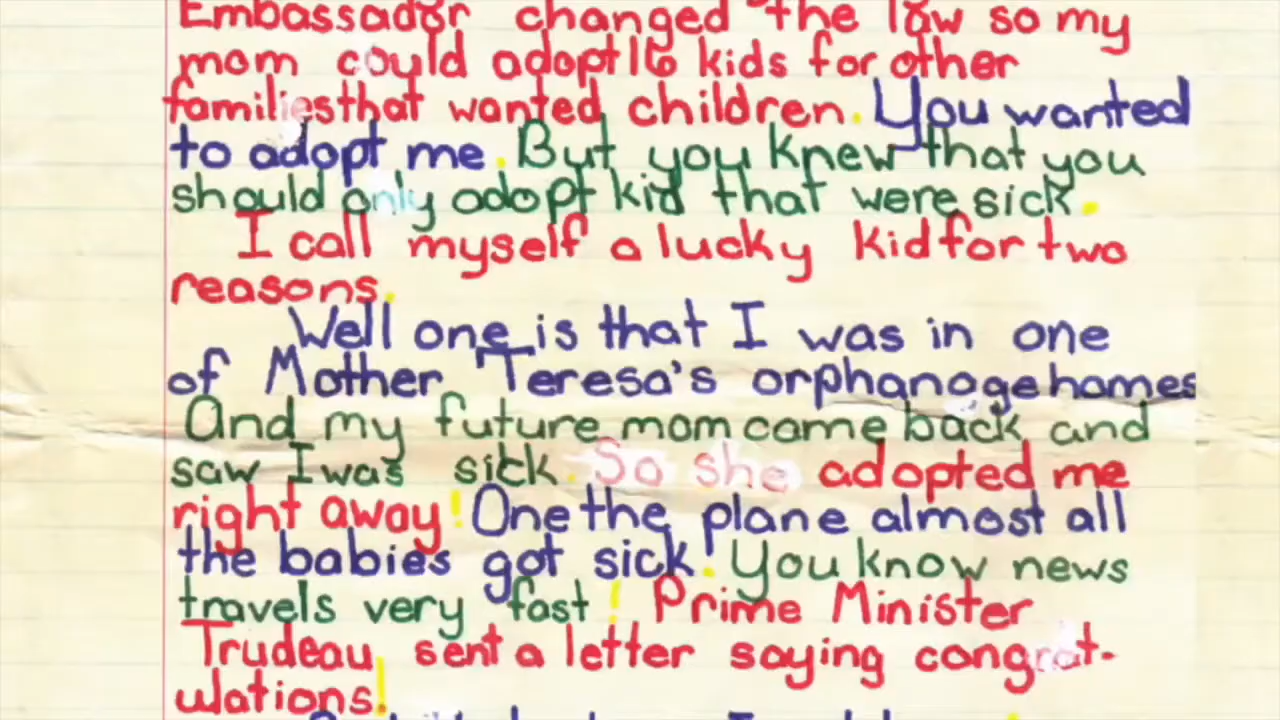 Embassador changed the law so my
mom could adopt 16 kids for other
families that wanted children. You wanted
to adopt me. But you knew that you
should only adopt kid that were sick.
I call myself a lucky kid for two
reasons.
Well one is that I was in one
of Mother Teresa's orphanage homes
And my future mom came back and
saw I was sick. So she adopted me
right away! One the plane almost all
the babies got sick. You know news
travels very fast! Prime Minister
Trudeau sent a letter saying congrat-
ulations!